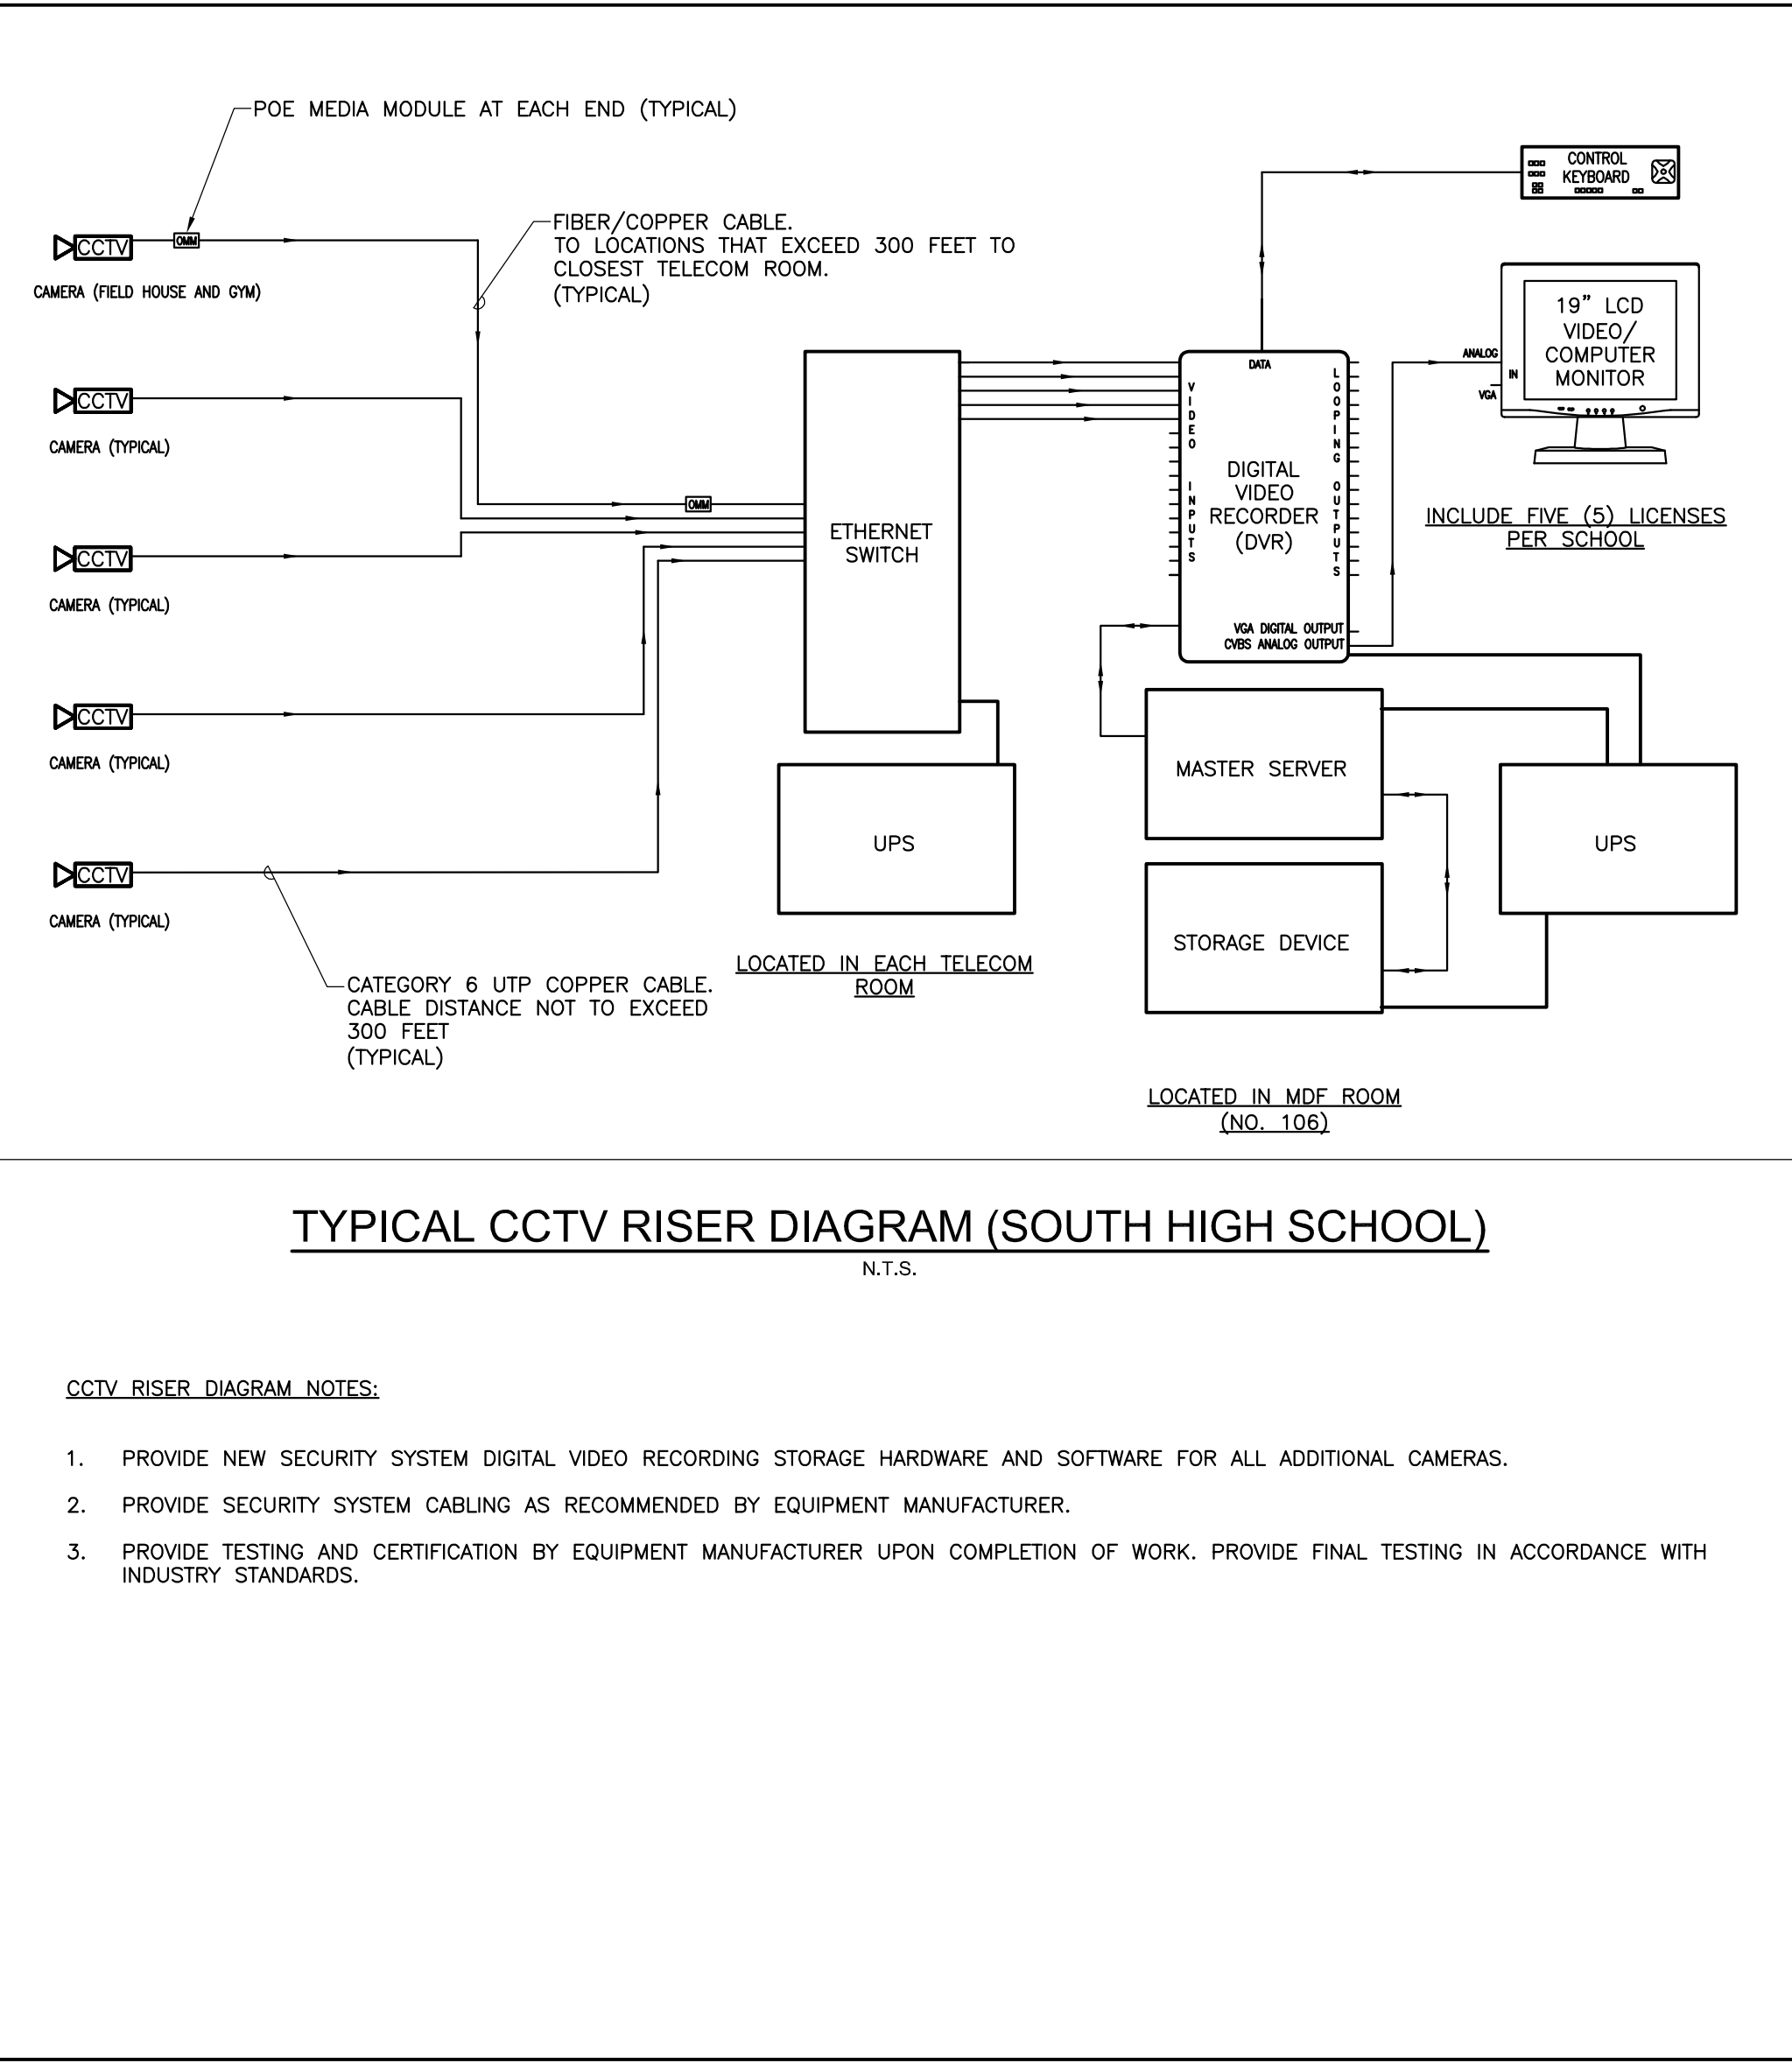 POE MEDIA MODULE AT EACH END (TYPICAL)
CCTV
OMM
CAMERA (FIELD HOUSE AND GYM)
FIBER/COPPER CABLE.
TO LOCATIONS THAT EXCEED 300 FEET TO
CLOSEST TELECOM ROOM.
(TYPICAL)
CCTV
CAMERA (TYPICAL)
CCTV
CAMERA (TYPICAL)
CCTV
CAMERA (TYPICAL)
CCTV
CAMERA (TYPICAL)
CATEGORY 6 UTP COPPER CABLE.
CABLE DISTANCE NOT TO EXCEED
300 FEET
(TYPICAL)
OMM
ETHERNET
SWITCH
UPS
LOCATED IN EACH TELECOM
ROOM
CONTROL
KEYBOARD
DATA
VIDEO INPUTS
LOOPING OUTPUTS
DIGITAL
VIDEO
RECORDER
(DVR)
VGA DIGITAL OUTPUT
CVBS ANALOG OUTPUT
ANALOG
IN
VGA
19" LCD
VIDEO/
COMPUTER
MONITOR
INCLUDE FIVE (5) LICENSES
PER SCHOOL
MASTER SERVER
STORAGE DEVICE
UPS
LOCATED IN MDF ROOM
(NO. 106)
TYPICAL CCTV RISER DIAGRAM (SOUTH HIGH SCHOOL)
N.T.S.
CCTV RISER DIAGRAM NOTES:
1. PROVIDE NEW SECURITY SYSTEM DIGITAL VIDEO RECORDING STORAGE HARDWARE AND SOFTWARE FOR ALL ADDITIONAL CAMERAS.
2. PROVIDE SECURITY SYSTEM CABLING AS RECOMMENDED BY EQUIPMENT MANUFACTURER.
3. PROVIDE TESTING AND CERTIFICATION BY EQUIPMENT MANUFACTURER UPON COMPLETION OF WORK. PROVIDE FINAL TESTING IN ACCORDANCE WITH
INDUSTRY STANDARDS.